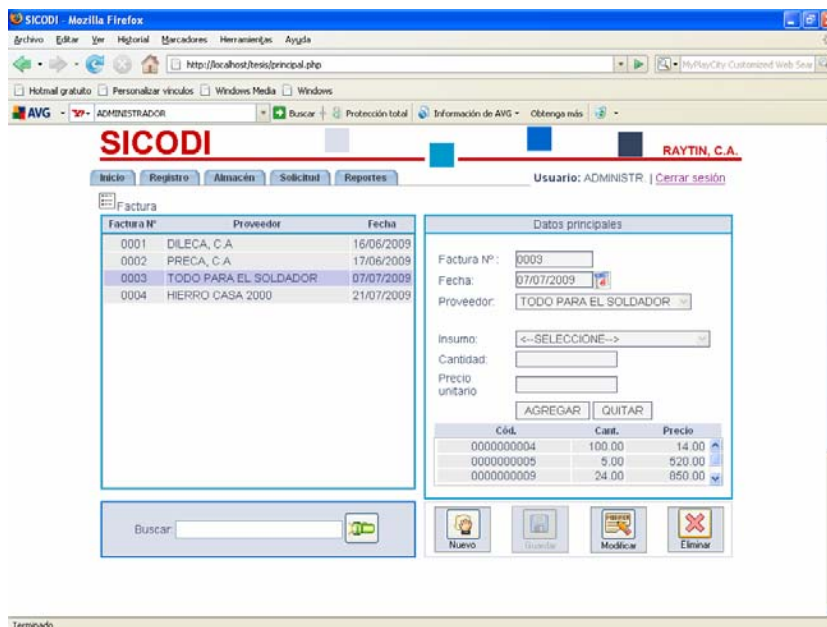 SICODI - Mozilla Firefox
Archivo Editar Ver Historial Marcadores Herramientas Ayuda
http://localhost/tesis/principal.php
MyPlayCity Customized Web Sear
Hotmail gratuito Personalizar vínculos Windows Media Windows
AVG ADMINISTRADOR Buscar Protección total Información de AVG Obtenga más
SICODI
RAYTIN, C.A.
Inicio Registro Almacén Solicitud Reportes
Usuario: ADMINISTR. | Cerrar sesión
Factura
Factura Nº Proveedor Fecha
0001 DILECA, C.A 16/06/2009
0002 PRECA, C.A 17/06/2009
0003 TODO PARA EL SOLDADOR 07/07/2009
0004 HIERRO CASA 2000 21/07/2009
Datos principales
Factura Nº : 0003
Fecha: 07/07/2009
Proveedor: TODO PARA EL SOLDADOR
Insumo: <--SELECCIONE-->
Cantidad:
Precio unitario
AGREGAR QUITAR
Cód. Cant. Precio
0000000004 100.00 14.00
0000000005 5.00 520.00
0000000009 24.00 850.00
Buscar:
Nuevo Guardar Modificar Eliminar
Terminado